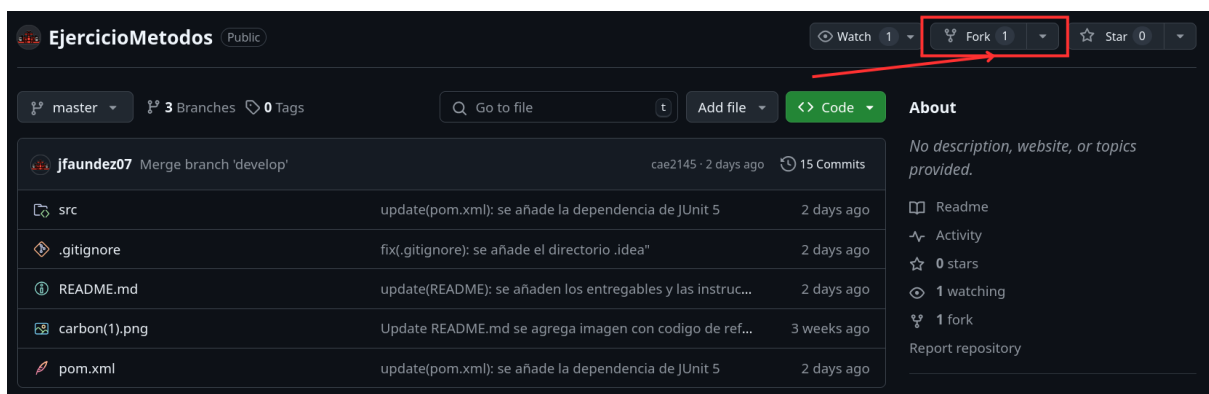 EjercicioMetodos Public
Watch 1 Fork 1 Star 0
master 3 Branches 0 Tags Go to file t Add file Code
jfaundez07 Merge branch 'develop' cae2145 · 2 days ago 15 Commits
src update(pom.xml): se añade la dependencia de JUnit 5 2 days ago
.gitignore fix(.gitignore): se añade el directorio .idea" 2 days ago
README.md update(README): se añaden los entregables y las instruc... 2 days ago
carbon(1).png Update README.md se agrega imagen con codigo de ref... 3 weeks ago
pom.xml update(pom.xml): se añade la dependencia de JUnit 5 2 days ago
About
No description, website, or topics
provided.
Readme
Activity
0 stars
1 watching
1 fork
Report repository